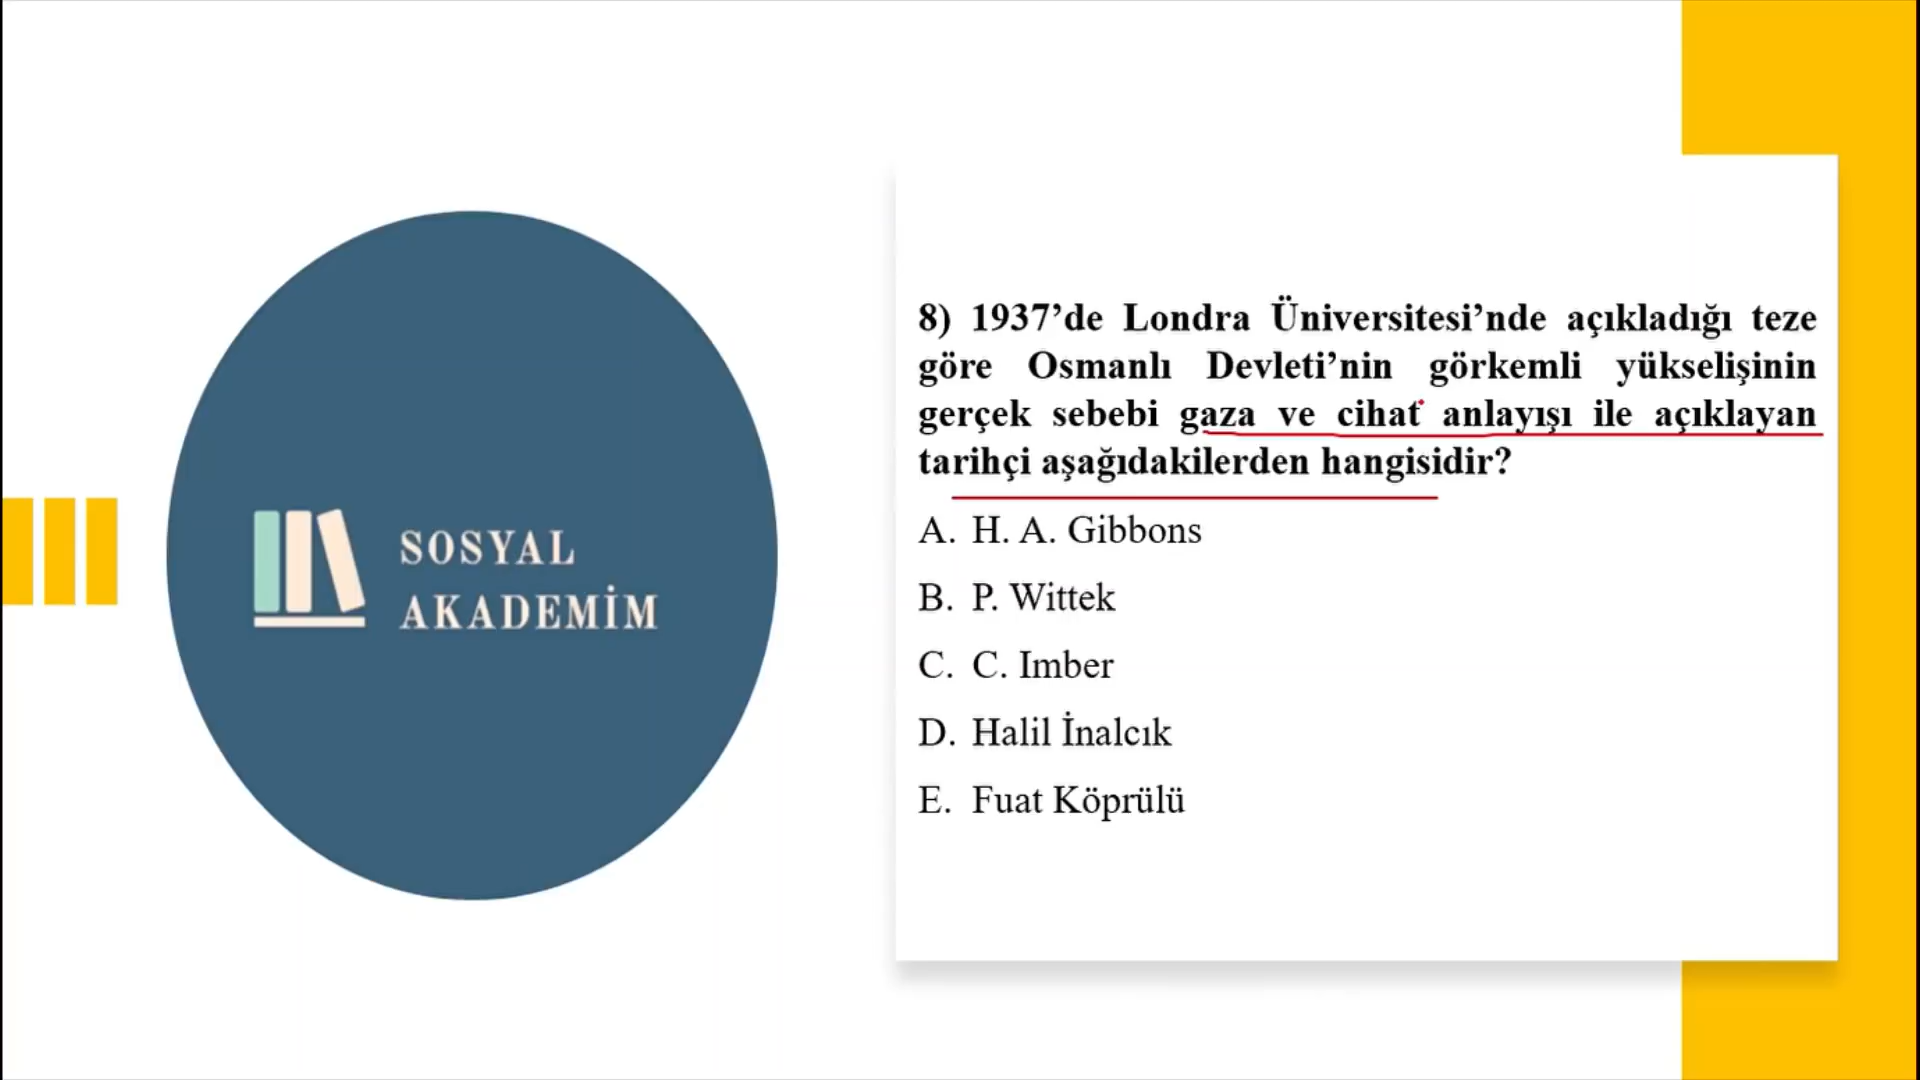 SOSYAL
AKADEMİM
8) 1937’de Londra Üniversitesi’nde açıkladığı teze
göre Osmanlı Devleti’nin görkemli yükselişinin
gerçek sebebi gaza ve cihat anlayışı ile açıklayan
tarihçi aşağıdakilerden hangisidir?
A. H. A. Gibbons
B. P. Wittek
C. C. Imber
D. Halil İnalcık
E. Fuat Köprülü